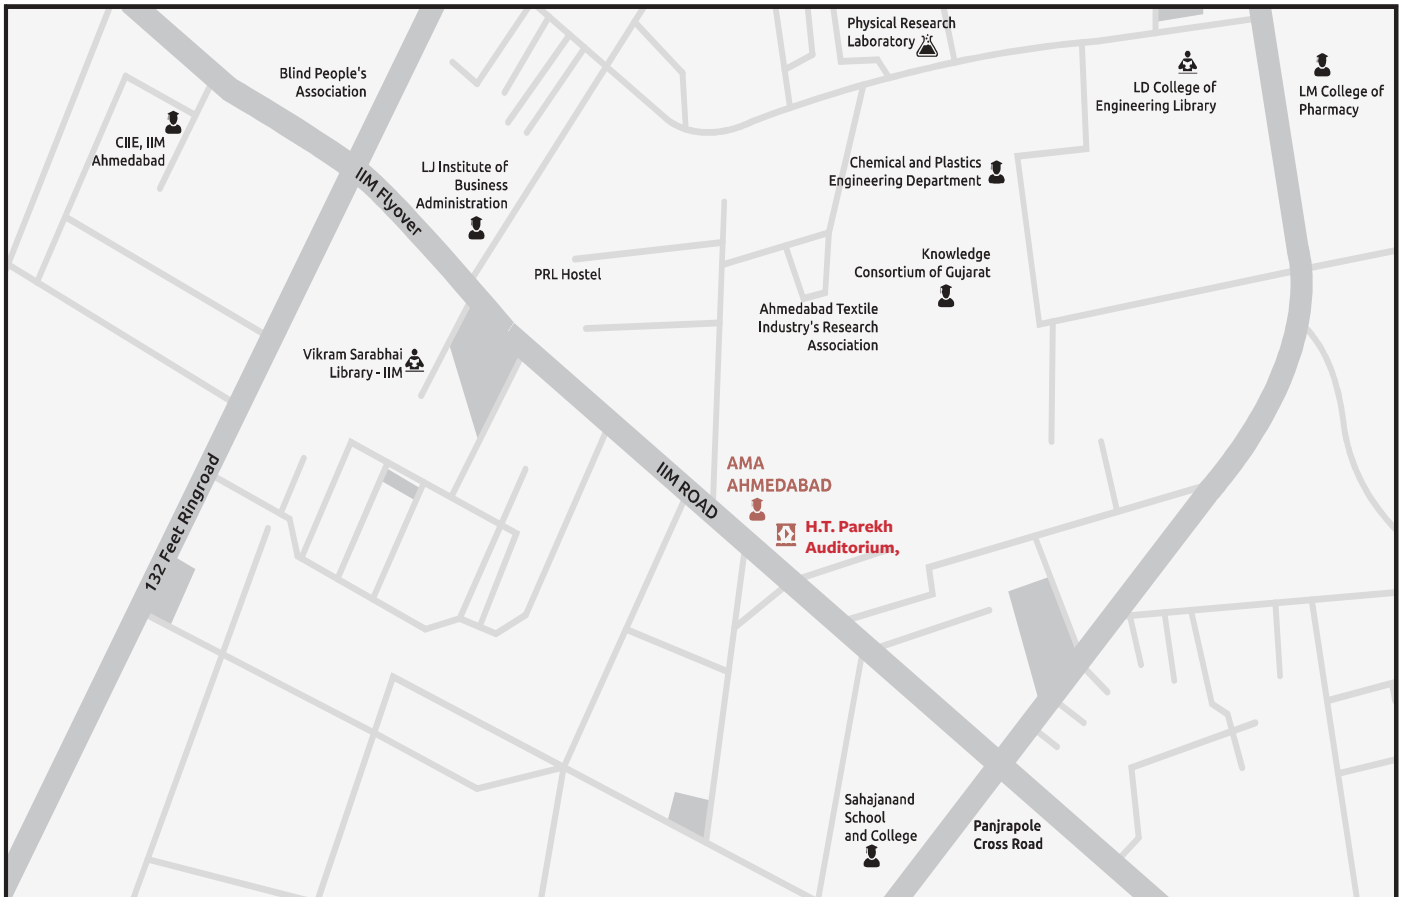 Physical Research
Laboratory
Blind People's
Association
LD College of
Engineering Library
LM College of
Pharmacy
CIIE, IIM
Ahmedabad
IIM Flyover
LJ Institute of
Business
Administration
Chemical and Plastics
Engineering Department
Knowledge
Consortium of Gujarat
PRL Hostel
Ahmedabad Textile
Industry's Research
Association
Vikram Sarabhai
Library - IIM
132 Feet Ringroad
IIM ROAD
AMA
AHMEDABAD
H.T. Parekh
Auditorium,
Sahajanand
School
and College
Panjrapole
Cross Road